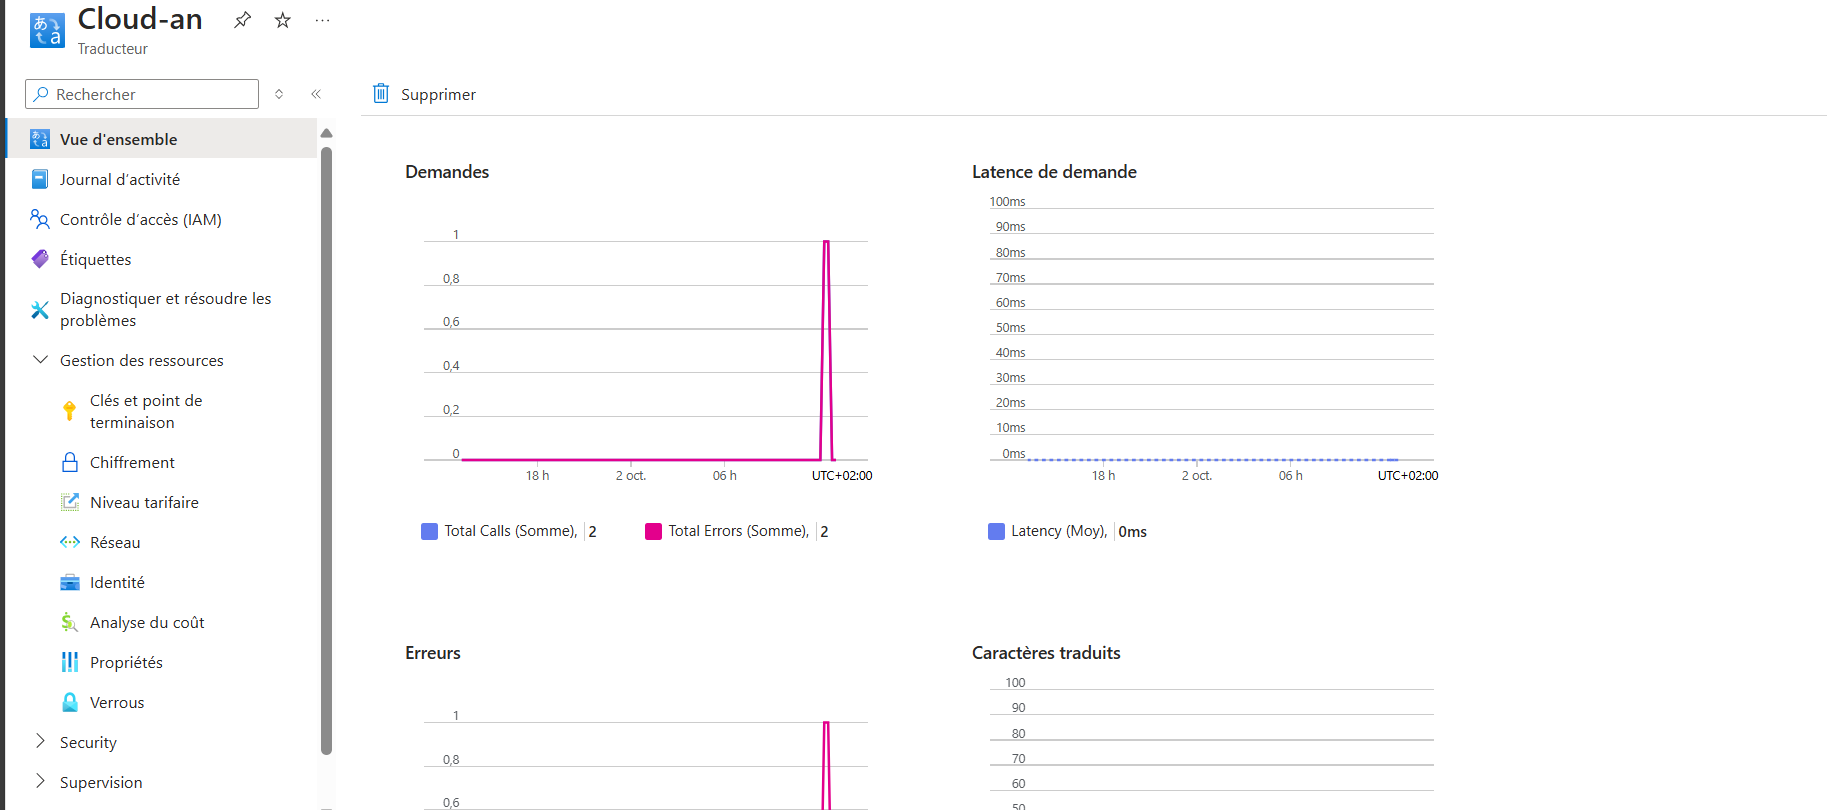 Cloud-an
Traducteur
Rechercher
Supprimer
Vue d'ensemble
Journal d’activité
Contrôle d’accès (IAM)
Étiquettes
Diagnostiquer et résoudre les
problèmes
Gestion des ressources
Clés et point de
terminaison
Chiffrement
Niveau tarifaire
Réseau
Identité
Analyse du coût
Propriétés
Verrous
Security
Supervision
Demandes
1
0,8
0,6
0,4
0,2
0
18 h 2 oct. 06 h UTC+02:00
Total Calls (Somme), 2 Total Errors (Somme), 2
Latence de demande
100ms
90ms
80ms
70ms
60ms
50ms
40ms
30ms
20ms
10ms
0ms
18 h 2 oct. 06 h UTC+02:00
Latency (Moy), 0ms
Erreurs
1
0,8
0,6
Caractères traduits
100
90
80
70
60
50